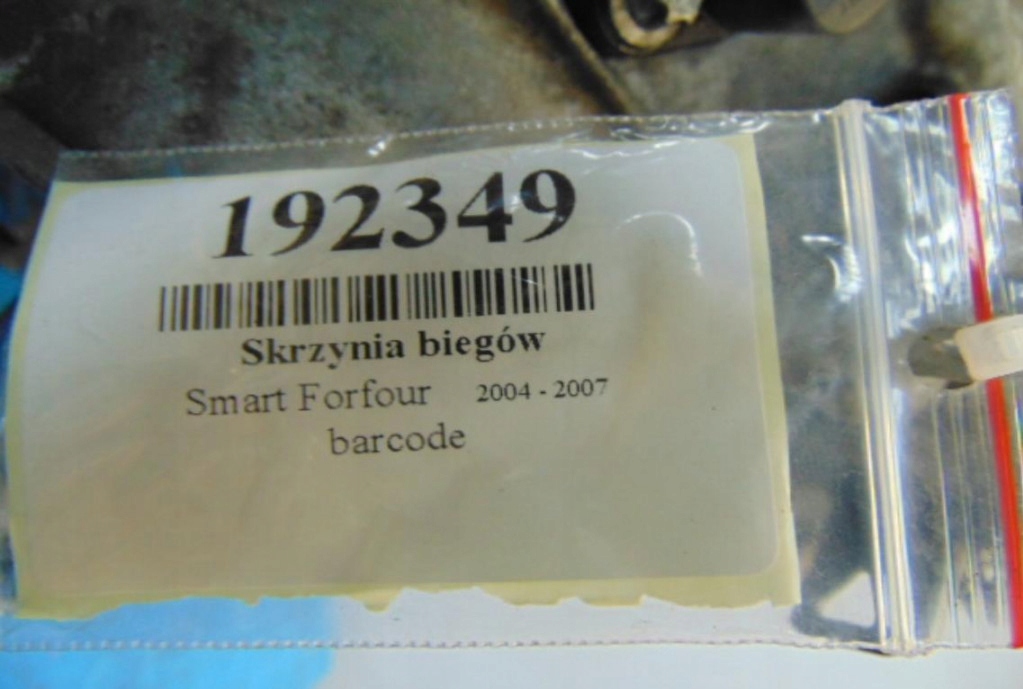 192349
Skrzynia biegów
Smart Forfour 2004 - 2007
barcode